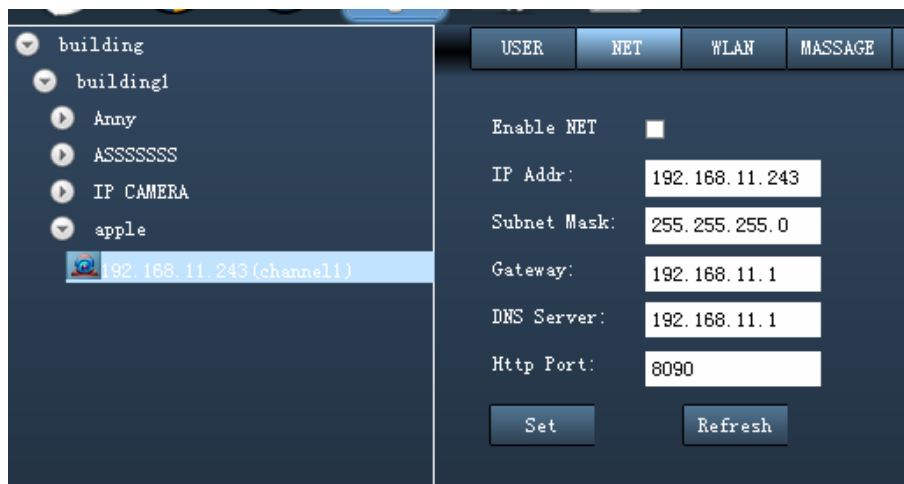 building
building1
Anny
ASSSSSSS
IP CAMERA
apple
192.168.11.243(channel1)
USER NET WLAN MASSAGE
Enable NET
IP Addr: 192.168.11.243
Subnet Mask: 255.255.255.0
Gateway: 192.168.11.1
DNS Server: 192.168.11.1
Http Port: 8090
Set Refresh